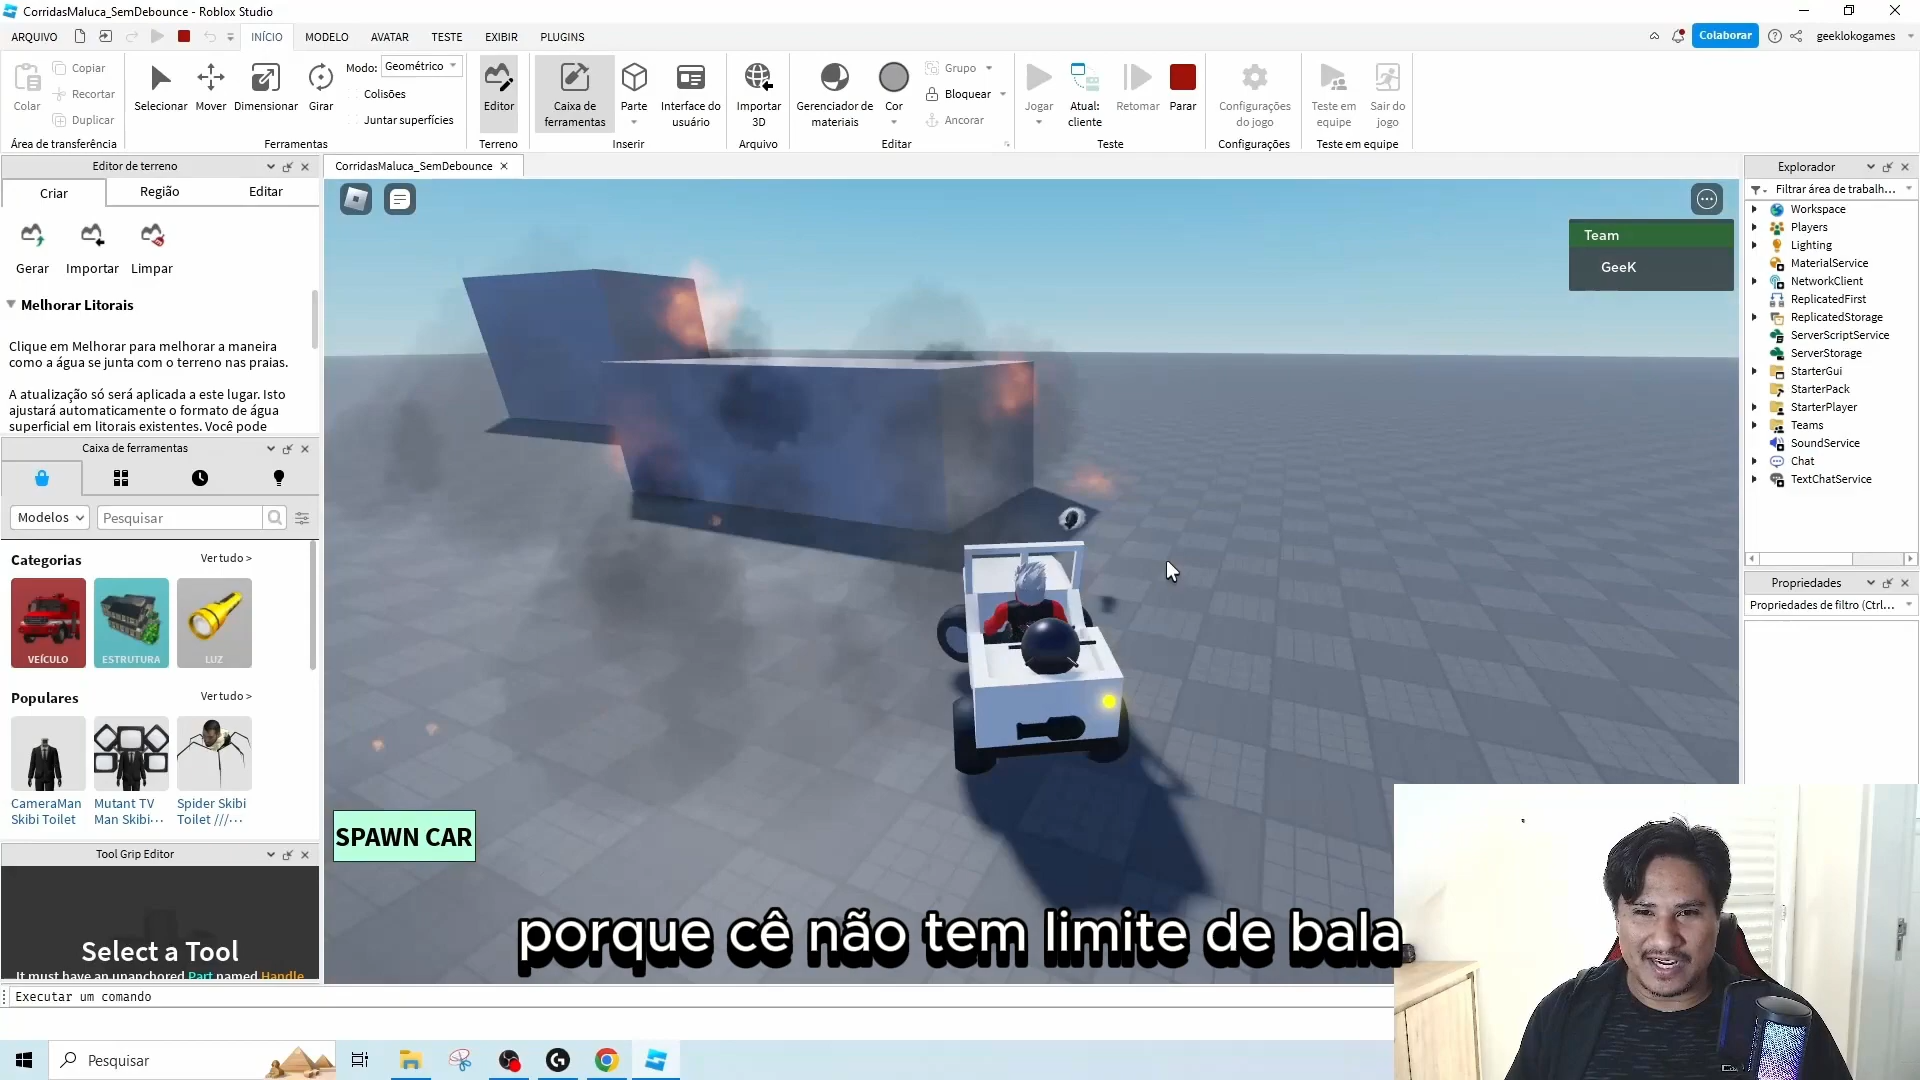 CorridasMaluca_SemDebounce - Roblox Studio
ARQUIVO
INÍCIO
MODELO
AVATAR
TESTE
EXIBIR
PLUGINS
Colaborar
geeklokogames
Colar
Copiar
Recortar
Duplicar
Área de transferência
Selecionar
Mover
Dimensionar
Girar
Modo:
Geométrico
Colisões
Juntar superfícies
Ferramentas
Editor
Terreno
Caixa de
ferramentas
Parte
Interface do
usuário
Inserir
Importar
3D
Arquivo
Gerenciador de
materiais
Cor
Grupo
Bloquear
Ancorar
Editar
Jogar
Atual:
cliente
Retomar
Parar
Teste
Configurações
do jogo
Configurações
Teste em
equipe
Sair do
jogo
Teste em equipe
Editor de terreno
Criar
Região
Editar
Gerar
Importar
Limpar
Melhorar Litorais
Clique em Melhorar para melhorar a maneira
como a água se junta com o terreno nas praias.
A atualização só será aplicada a este lugar. Isto
ajustará automaticamente o formato de água
superficial em litorais existentes. Você pode
Caixa de ferramentas
Modelos
Pesquisar
Categorias
Ver tudo >
VEÍCULO
ESTRUTURA
LUZ
Populares
Ver tudo >
CameraMan
Skibi Toilet
Mutant TV
Man Skibi···
Spider Skibi
Toilet ///···
Tool Grip Editor
Select a Tool
It must have an unanchored Part named Handle
Executar um comando
CorridasMaluca_SemDebounce
Team
GeeK
SPAWN CAR
porque cê não tem limite de bala
Explorador
Filtrar área de trabalh...
Workspace
Players
Lighting
MaterialService
NetworkClient
ReplicatedFirst
ReplicatedStorage
ServerScriptService
ServerStorage
StarterGui
StarterPack
StarterPlayer
Teams
SoundService
Chat
TextChatService
Propriedades
Propriedades de filtro (Ctrl...
Pesquisar